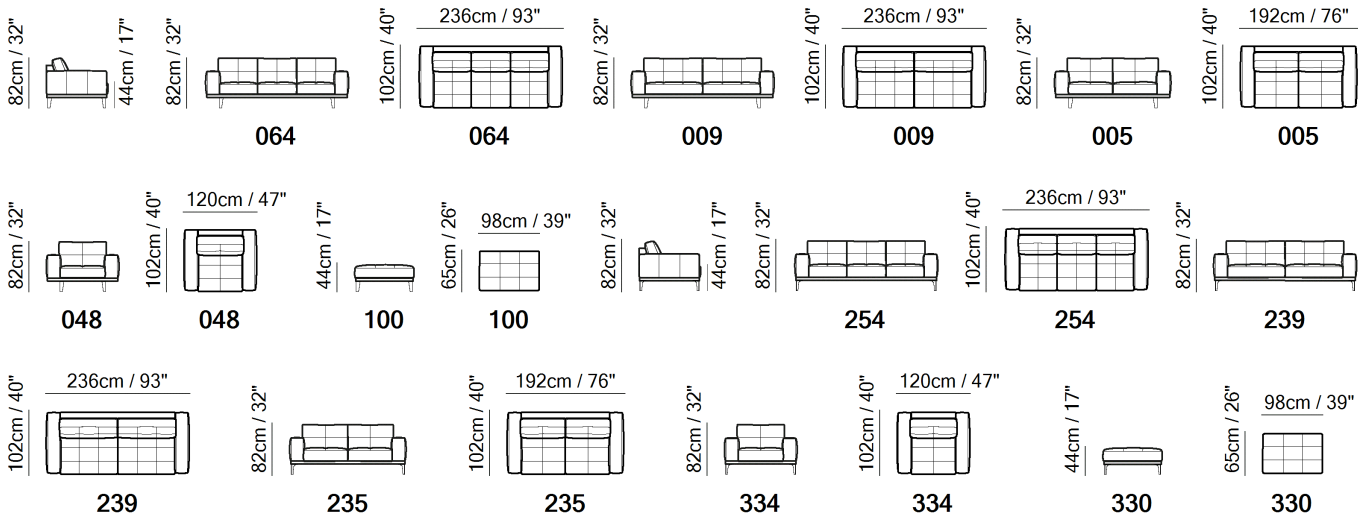 82cm / 32"
44cm / 17"
82cm / 32"
064
102cm / 40"
236cm / 93"
064
82cm / 32"
009
102cm / 40"
236cm / 93"
009
82cm / 32"
005
102cm / 40"
192cm / 76"
005
82cm / 32"
048
102cm / 40"
120cm / 47"
048
44cm / 17"
100
65cm / 26"
98cm / 39"
100
82cm / 32"
44cm / 17"
82cm / 32"
254
102cm / 40"
236cm / 93"
254
82cm / 32"
239
102cm / 40"
236cm / 93"
239
82cm / 32"
235
102cm / 40"
192cm / 76"
235
82cm / 32"
334
102cm / 40"
120cm / 47"
334
44cm / 17"
330
65cm / 26"
98cm / 39"
330